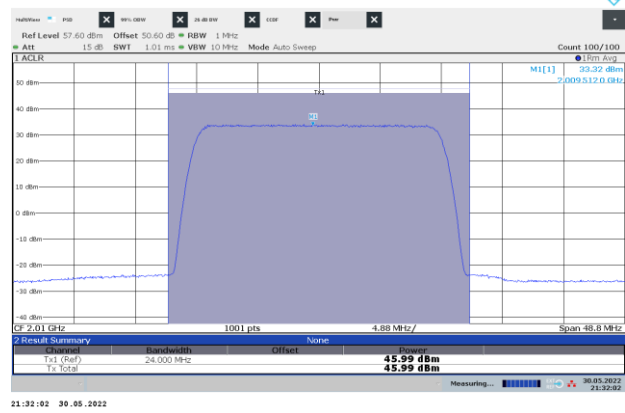 MultiView PSD 99% OBW 26 dB BW CCDF Pwr
Ref Level 57.60 dBm Offset 50.60 dB RBW 1 MHz
Att 15 dB SWT 1.01 ms VBW 10 MHz Mode Auto Sweep Count 100/100
1 ACLR 1Rm Avg
M1[1] 33.32 dBm
2.0095120 GHz
Tx1
50 dBm
40 dBm
M1
30 dBm
20 dBm
10 dBm
0 dBm
-10 dBm
-20 dBm
-30 dBm
-40 dBm
CF 2.01 GHz 1001 pts 4.88 MHz/ Span 48.8 MHz
2 Result Summary None
Channel Bandwidth Offset Power
Tx1 (Ref) 24.000 MHz 45.99 dBm
Tx Total 45.99 dBm
Measuring... 30.05.2022
21:32:02
21:32:02 30.05.2022